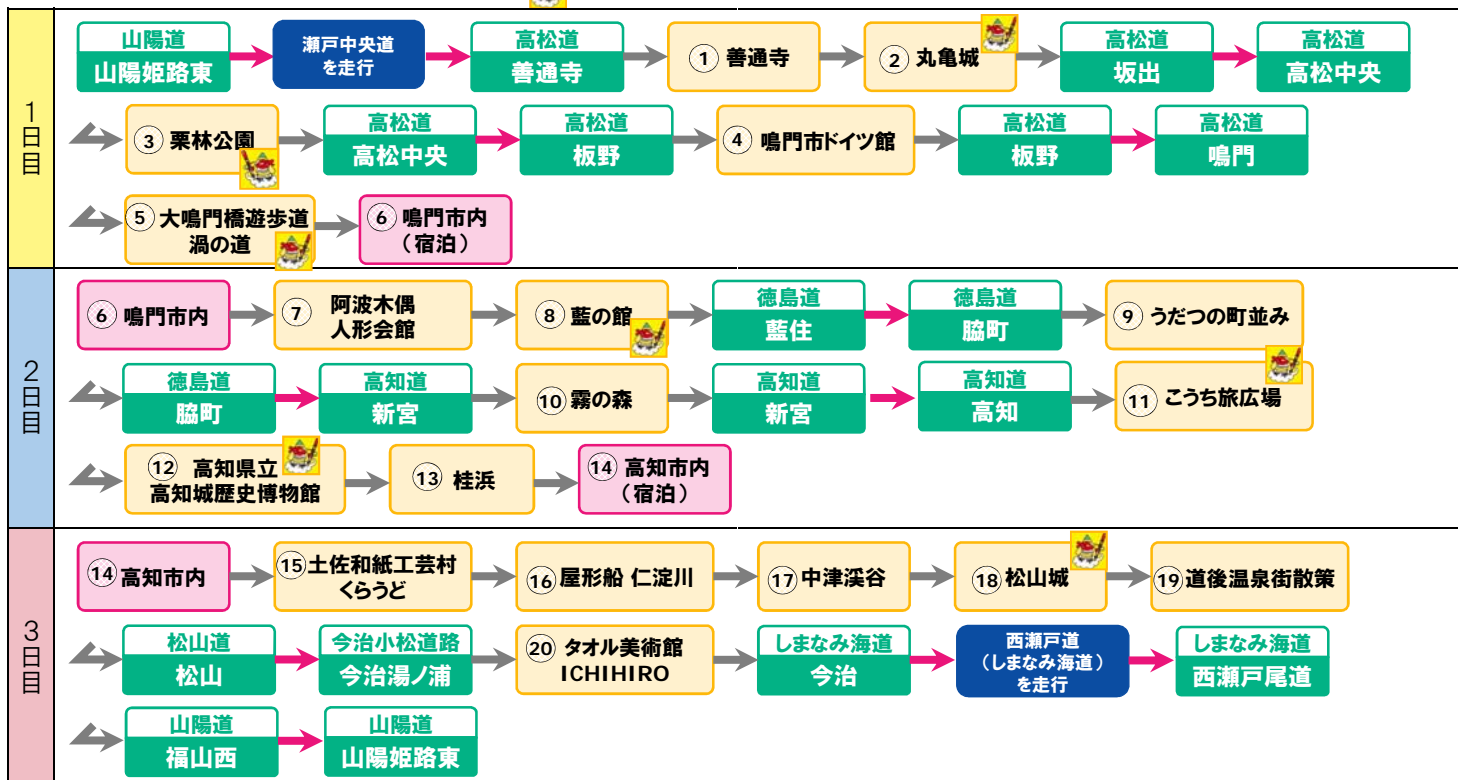 1日目
山陽道
山陽姫路東
瀬戸中央道
を走行
高松道
善通寺
① 善通寺
② 丸亀城
高松道
坂出
高松道
高松中央
③ 栗林公園
高松道
高松中央
高松道
板野
④ 鳴門市ドイツ館
高松道
板野
高松道
鳴門
⑤ 大鳴門橋遊歩道
渦の道
⑥ 鳴門市内
（宿泊）
2日目
⑥ 鳴門市内
⑦ 阿波木偶
人形会館
⑧ 藍の館
徳島道
藍住
徳島道
脇町
⑨ うだつの町並み
徳島道
脇町
高知道
新宮
⑩ 霧の森
高知道
新宮
高知道
高知
⑪ こうち旅広場
⑫ 高知県立
高知城歴史博物館
⑬ 桂浜
⑭ 高知市内
（宿泊）
3日目
⑭ 高知市内
⑮ 土佐和紙工芸村
くらうど
⑯ 屋形船 仁淀川
⑰ 中津渓谷
⑱ 松山城
⑲ 道後温泉街散策
松山道
松山
今治小松道路
今治湯ノ浦
⑳ タオル美術館
ICHIHIRO
しまなみ海道
今治
西瀬戸道
（しまなみ海道）
を走行
しまなみ海道
西瀬戸尾道
山陽道
福山西
山陽道
山陽姫路東